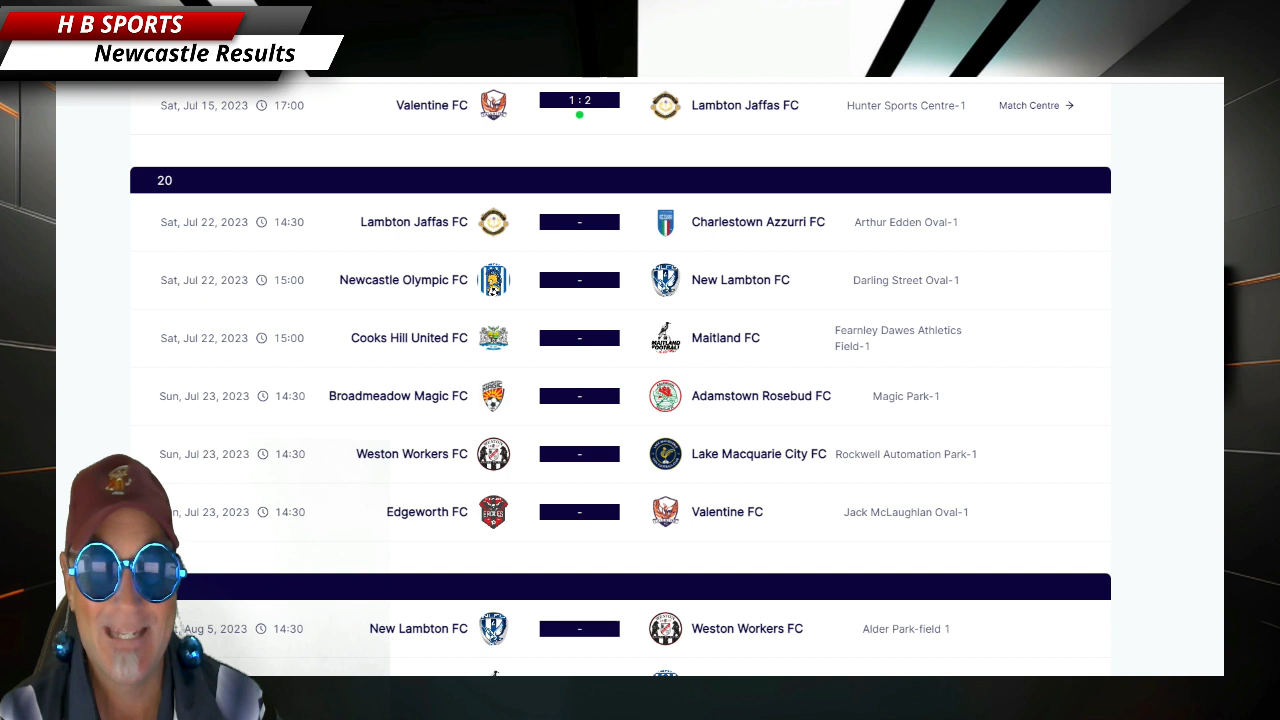 H B SPORTS
Newcastle Results
Sat, Jul 15, 2023 17:00 Valentine FC 1 : 2 Lambton Jaffas FC Hunter Sports Centre-1 Match Centre →
20
Sat, Jul 22, 2023 14:30 Lambton Jaffas FC - Charlestown Azzurri FC Arthur Edden Oval-1
Sat, Jul 22, 2023 15:00 Newcastle Olympic FC - New Lambton FC Darling Street Oval-1
Sat, Jul 22, 2023 15:00 Cooks Hill United FC - Maitland FC Fearnley Dawes Athletics
Field-1
Sun, Jul 23, 2023 14:30 Broadmeadow Magic FC - Adamstown Rosebud FC Magic Park-1
Sun, Jul 23, 2023 14:30 Weston Workers FC - Lake Macquarie City FC Rockwell Automation Park-1
Jul 23, 2023 14:30 Edgeworth FC - Valentine FC Jack McLaughlan Oval-1
Aug 5, 2023 14:30 New Lambton FC - Weston Workers FC Alder Park-field 1